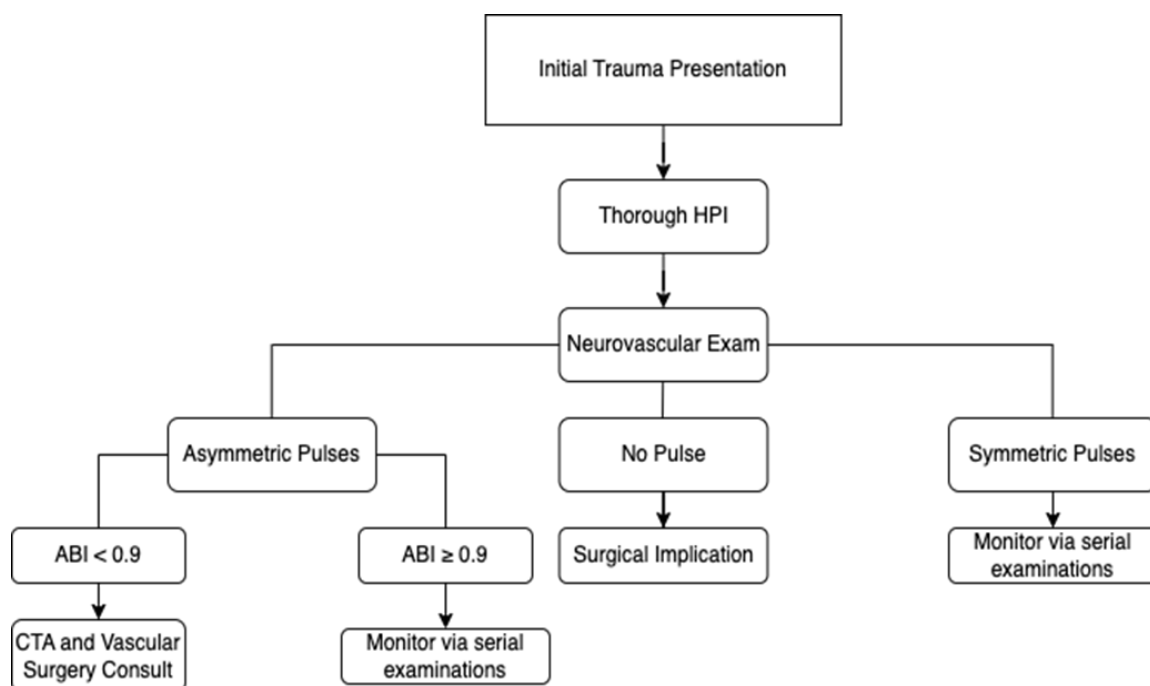 Initial Trauma Presentation
Thorough HPI
Neurovascular Exam
Asymmetric Pulses
No Pulse
Symmetric Pulses
ABI < 0.9
ABI ≥ 0.9
Surgical Implication
Monitor via serial
examinations
CTA and Vascular
Surgery Consult
Monitor via serial
examinations